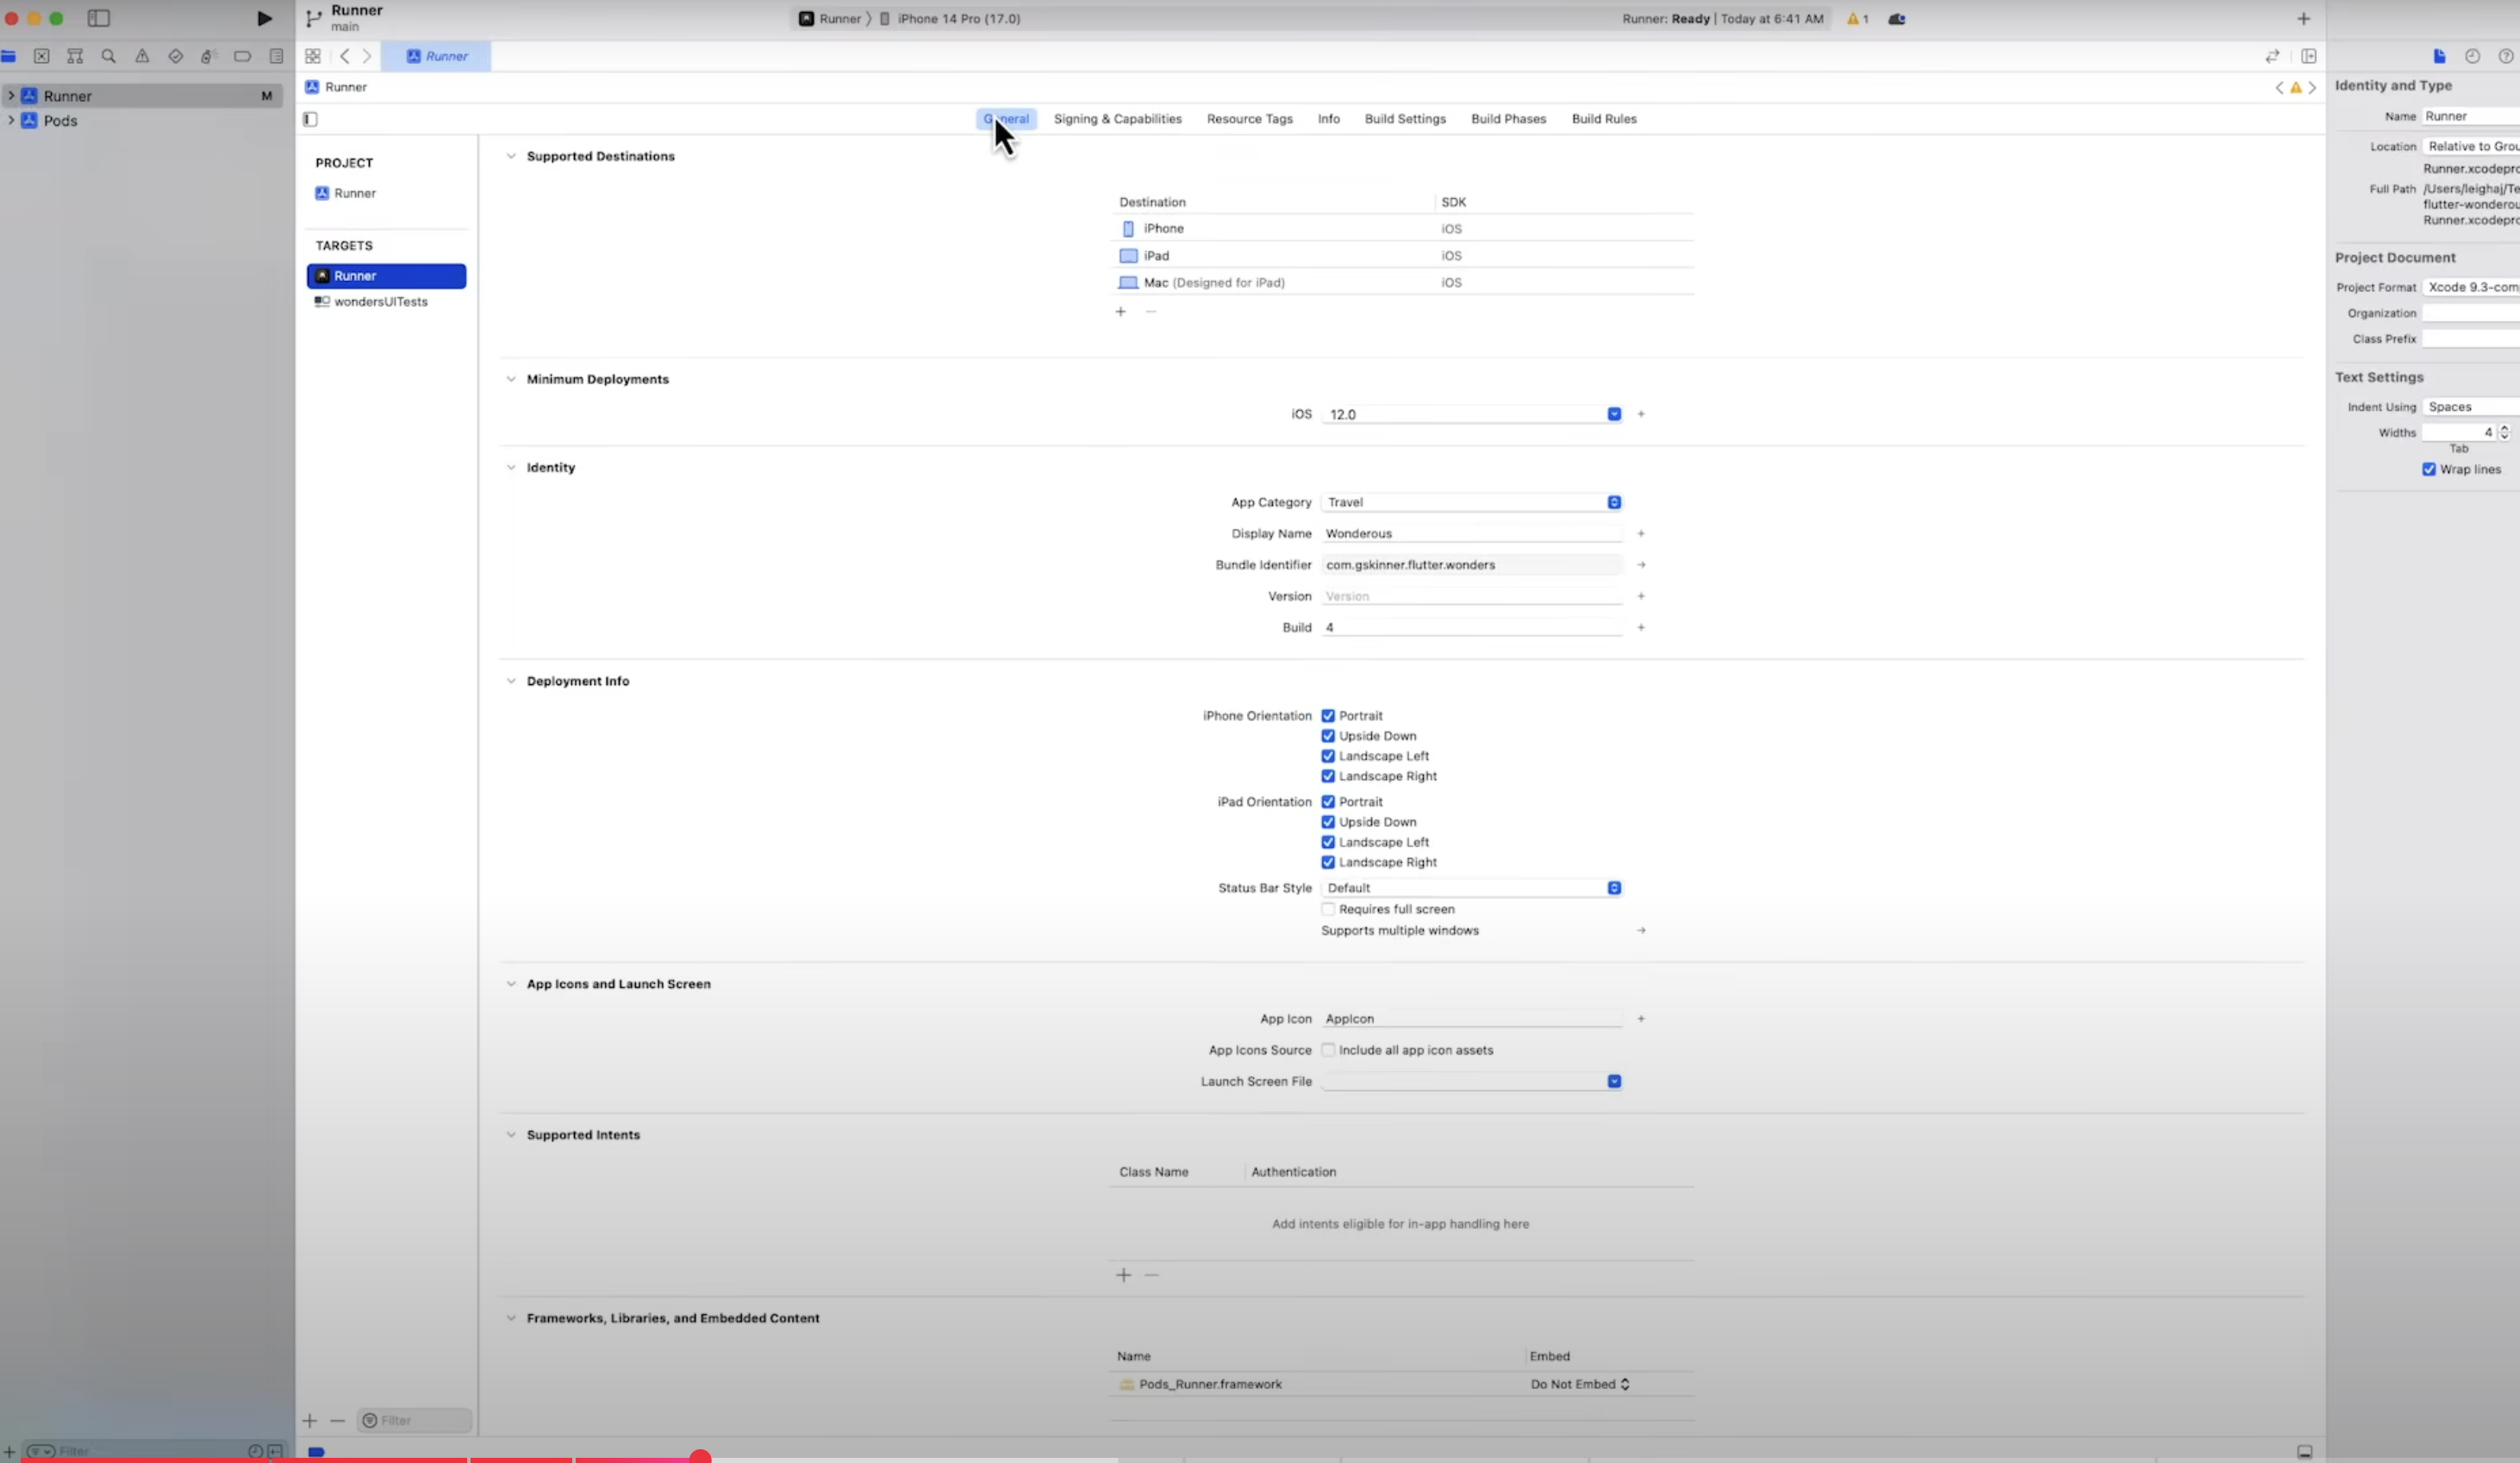 Runner
main
Runner 〉 iPhone 14 Pro (17.0)
Runner: Ready | Today at 6:41 AM
1
Runner
Runner
Runner M
Pods
General Signing & Capabilities Resource Tags Info Build Settings Build Phases Build Rules
PROJECT
Runner
TARGETS
Runner
wondersUITests
Supported Destinations
Destination SDK
iPhone iOS
iPad iOS
Mac (Designed for iPad) iOS
Minimum Deployments
iOS 12.0
Identity
App Category Travel
Display Name Wonderous
Bundle Identifier com.gskinner.flutter.wonders
Version Version
Build 4
Deployment Info
iPhone Orientation Portrait
Upside Down
Landscape Left
Landscape Right
iPad Orientation Portrait
Upside Down
Landscape Left
Landscape Right
Status Bar Style Default
Requires full screen
Supports multiple windows
App Icons and Launch Screen
App Icon AppIcon
App Icons Source Include all app icon assets
Launch Screen File
Supported Intents
Class Name Authentication
Add intents eligible for in-app handling here
Frameworks, Libraries, and Embedded Content
Name Embed
Pods_Runner.framework Do Not Embed
Filter
Filter
Identity and Type
Name Runner
Location Relative to Grou
Runner.xcodepro
Full Path /Users/leighaj/Te
flutter-wonderou
Runner.xcodepro
Project Document
Project Format Xcode 9.3-com
Organization
Class Prefix
Text Settings
Indent Using Spaces
Widths 4
Tab
Wrap lines